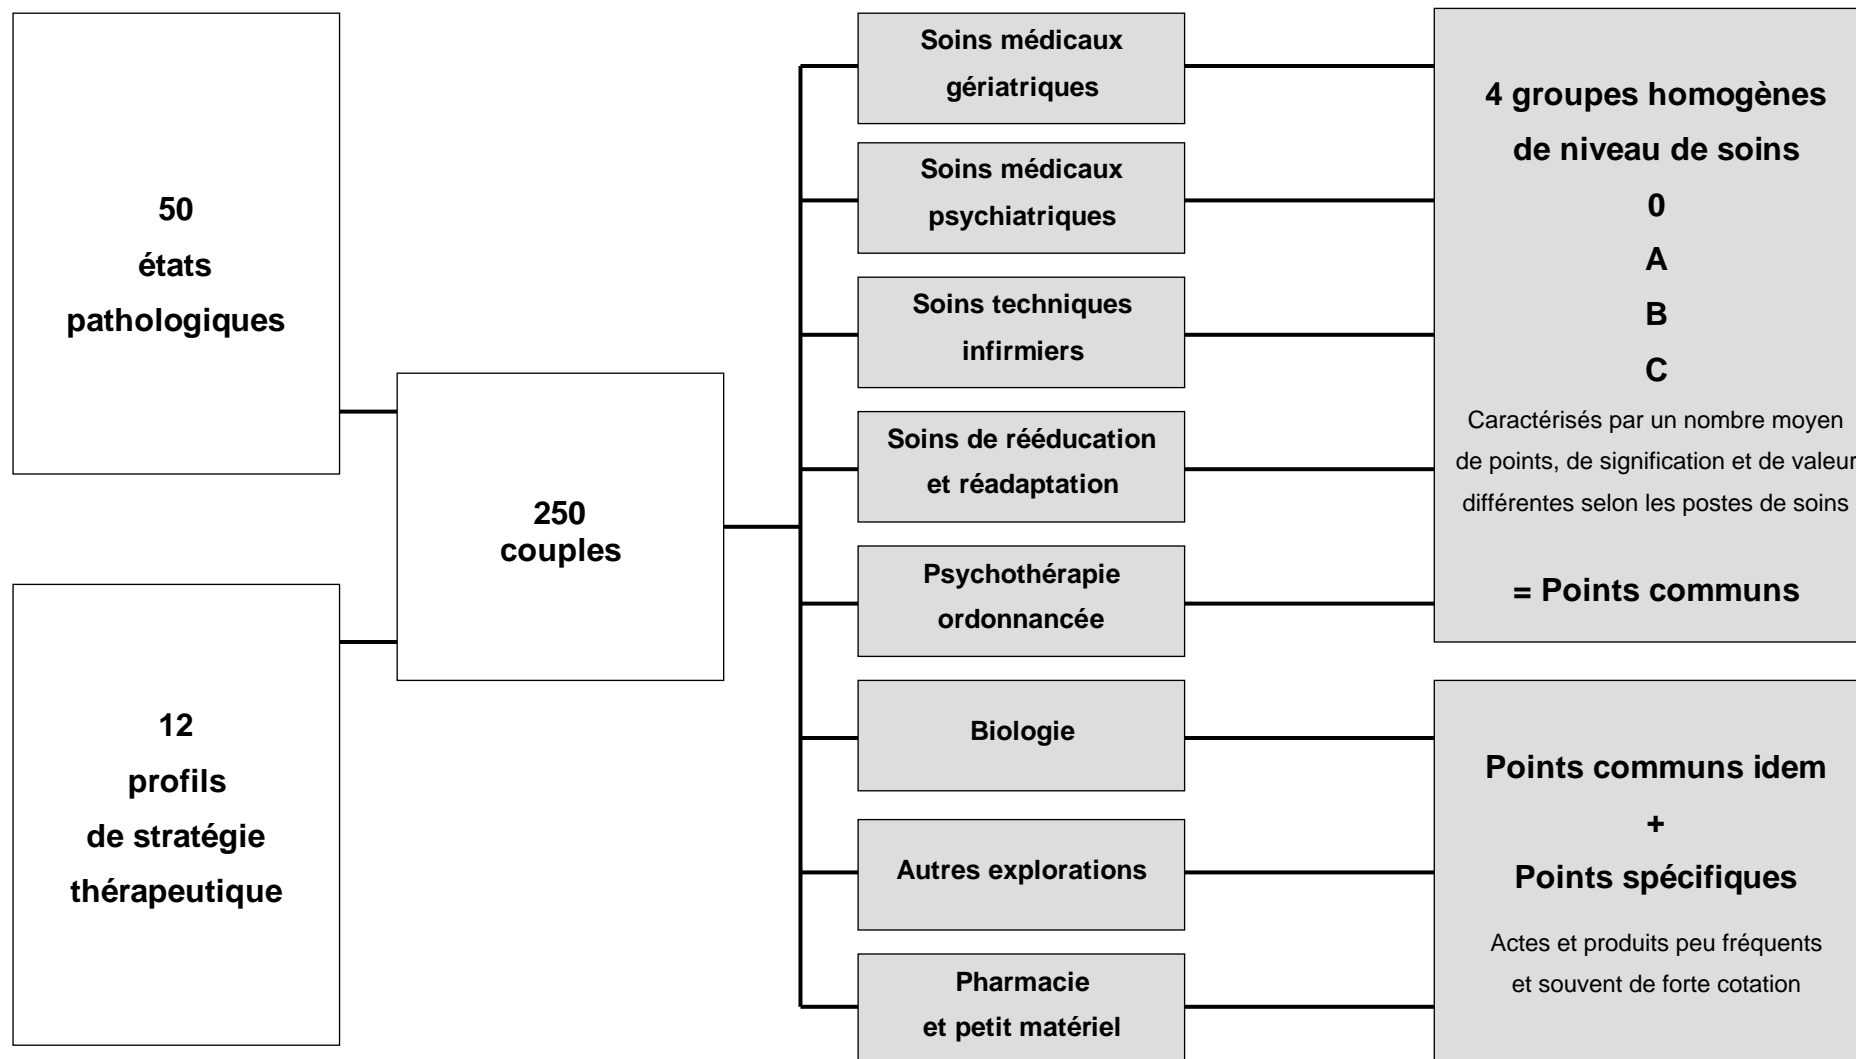 50
états
pathologiques
12
profils
de stratégie
thérapeutique
250
couples
Soins médicaux
gériatriques
Soins médicaux
psychiatriques
Soins techniques
infirmiers
Soins de rééducation
et réadaptation
Psychothérapie
ordonnancée
Biologie
Autres explorations
Pharmacie
et petit matériel
4 groupes homogènes
de niveau de soins
0
A
B
C
Caractérisés par un nombre moyen
de points, de signification et de valeur
différentes selon les postes de soins
= Points communs
Points communs idem
+
Points spécifiques
Actes et produits peu fréquents
et souvent de forte cotation